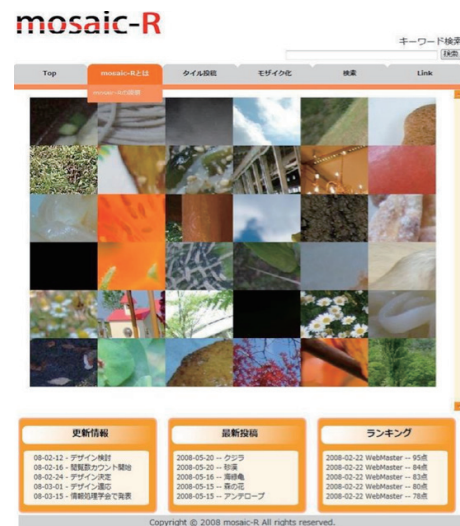 mosaic-R
キーワード検索
検索
Top mosaic-Rとは タイル投稿 モザイク化 検索 Link
mosaic-Rの説明
更新情報
08-02-12 - デザイン検討
08-02-16 - 閲覧数カウント開始
08-02-24 - デザイン決定
08-03-01 - デザイン適応
08-03-15 - 情報処理学会で発表
最新投稿
2008-05-20 -- クジラ
2008-05-20 -- 砂漠
2008-05-16 -- 海緑亀
2008-05-15 -- 森の花
2008-05-15 -- アンテロープ
ランキング
2008-02-22 WebMaster -- 95点
2008-02-22 WebMaster -- 84点
2008-02-22 WebMaster -- 83点
2008-02-22 WebMaster -- 80点
2008-02-22 WebMaster -- 78点
Copyright © 2008 mosaic-R All rights reserved.